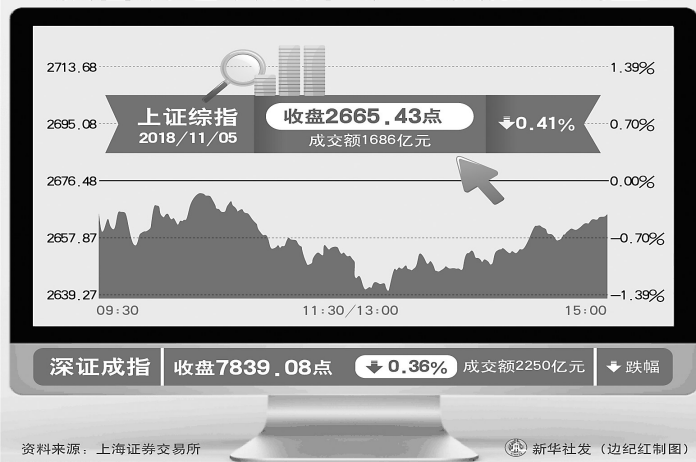 2713.68 1.39%
上证综指 收盘2665.43点 0.41%
2695.08 0.70%
2018/11/05 成交额1686亿元
2676.48 0.00%
2657.87 -0.70%
2639.27 -1.39%
09:30 11:30/13:00 15:00
深证成指 收盘7839.08点 0.36% 成交额2250亿元 跌幅
资料来源：上海证券交易所 新华社发（边纪红制图）